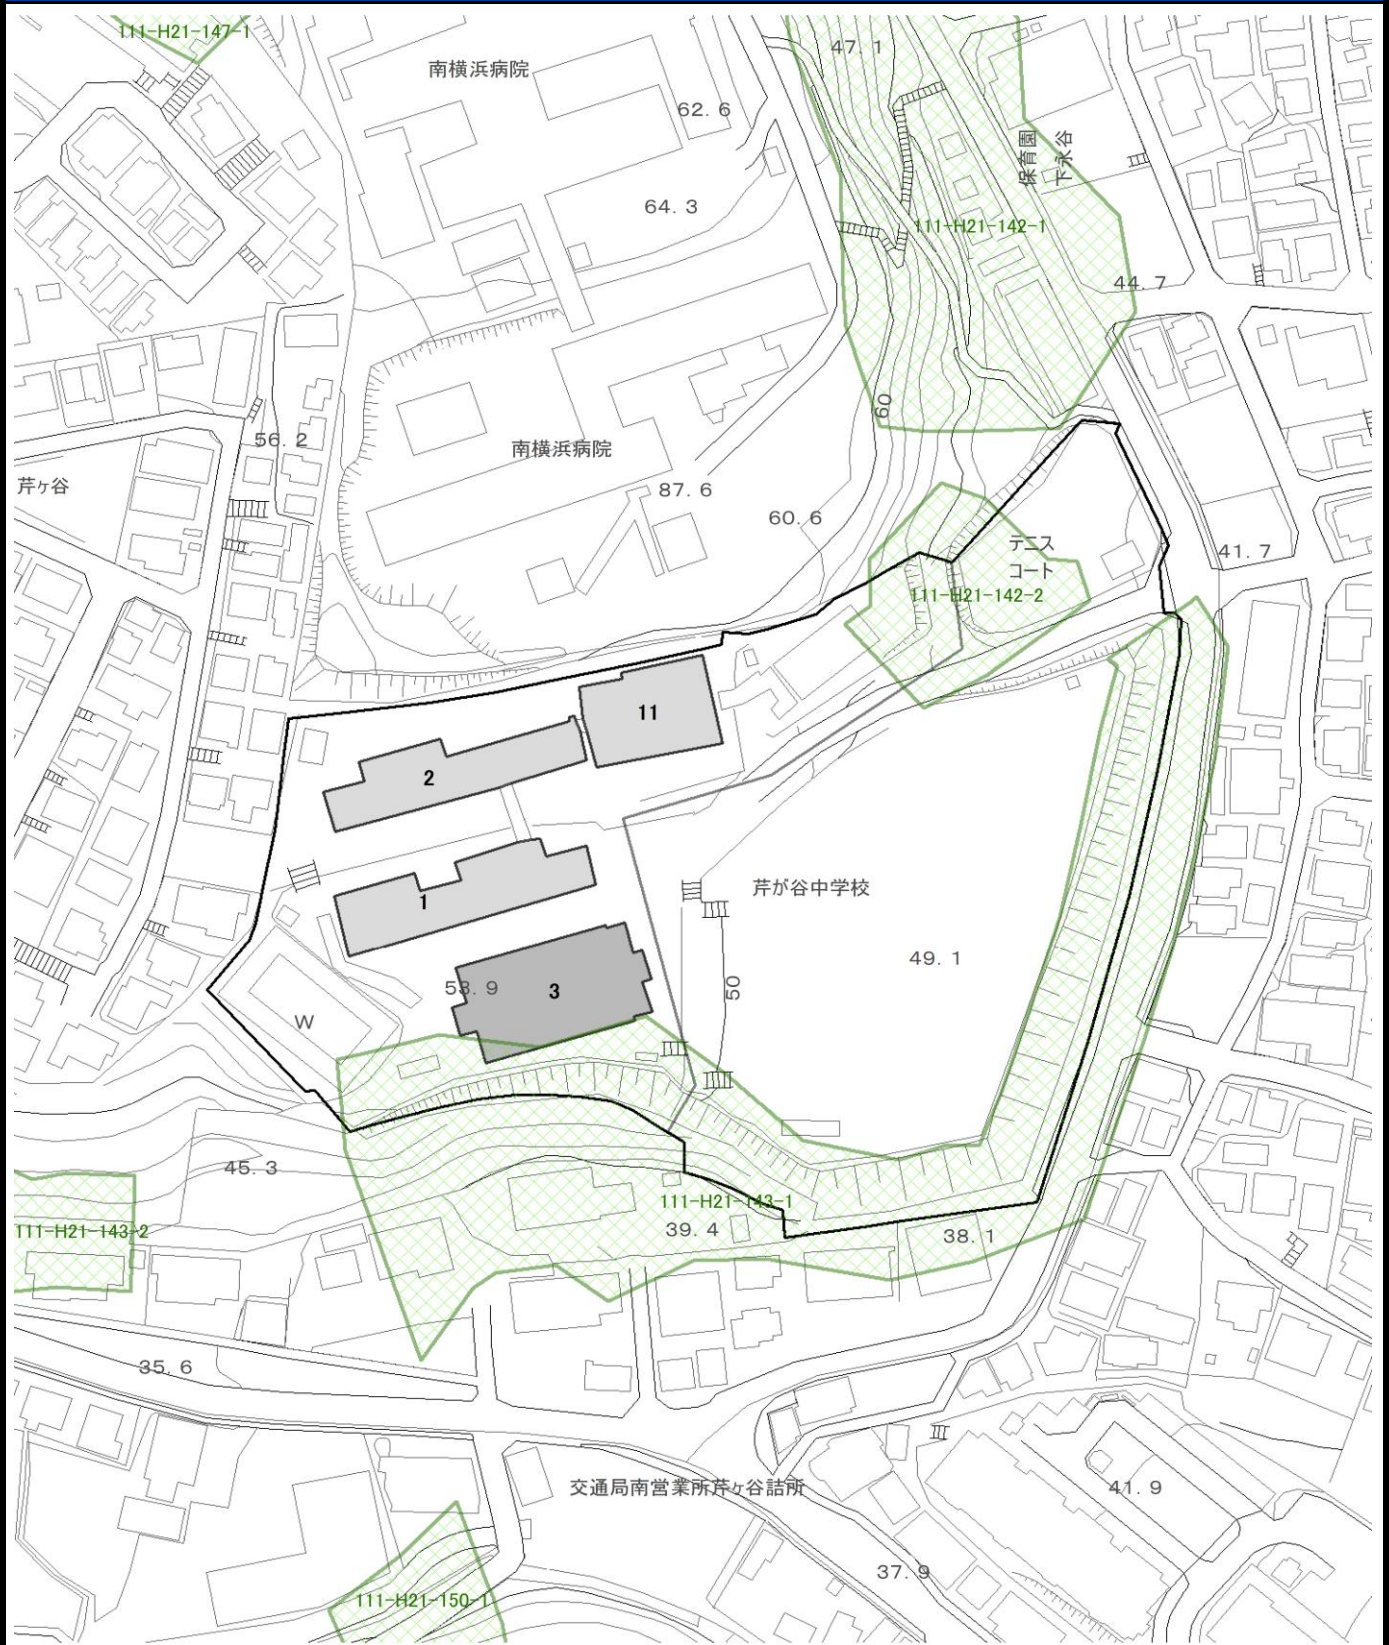 111-H21-147-1
47. 1
南横浜病院
62. 6
保育園
下永谷
64. 3
111-H21-142-1
44. 7
60
56. 2
南横浜病院
芹ヶ谷
87. 6
60. 6
テニス
コート
41. 7
111-H21-142-2
11
2
芹が谷中学校
1
49. 1
53. 9
3
50
W
45. 3
111-H21-143-1
111-H21-143-2
39. 4
38. 1
35. 6
交通局南営業所芹ヶ谷詰所
41. 9
37. 9
111-H21-150-1